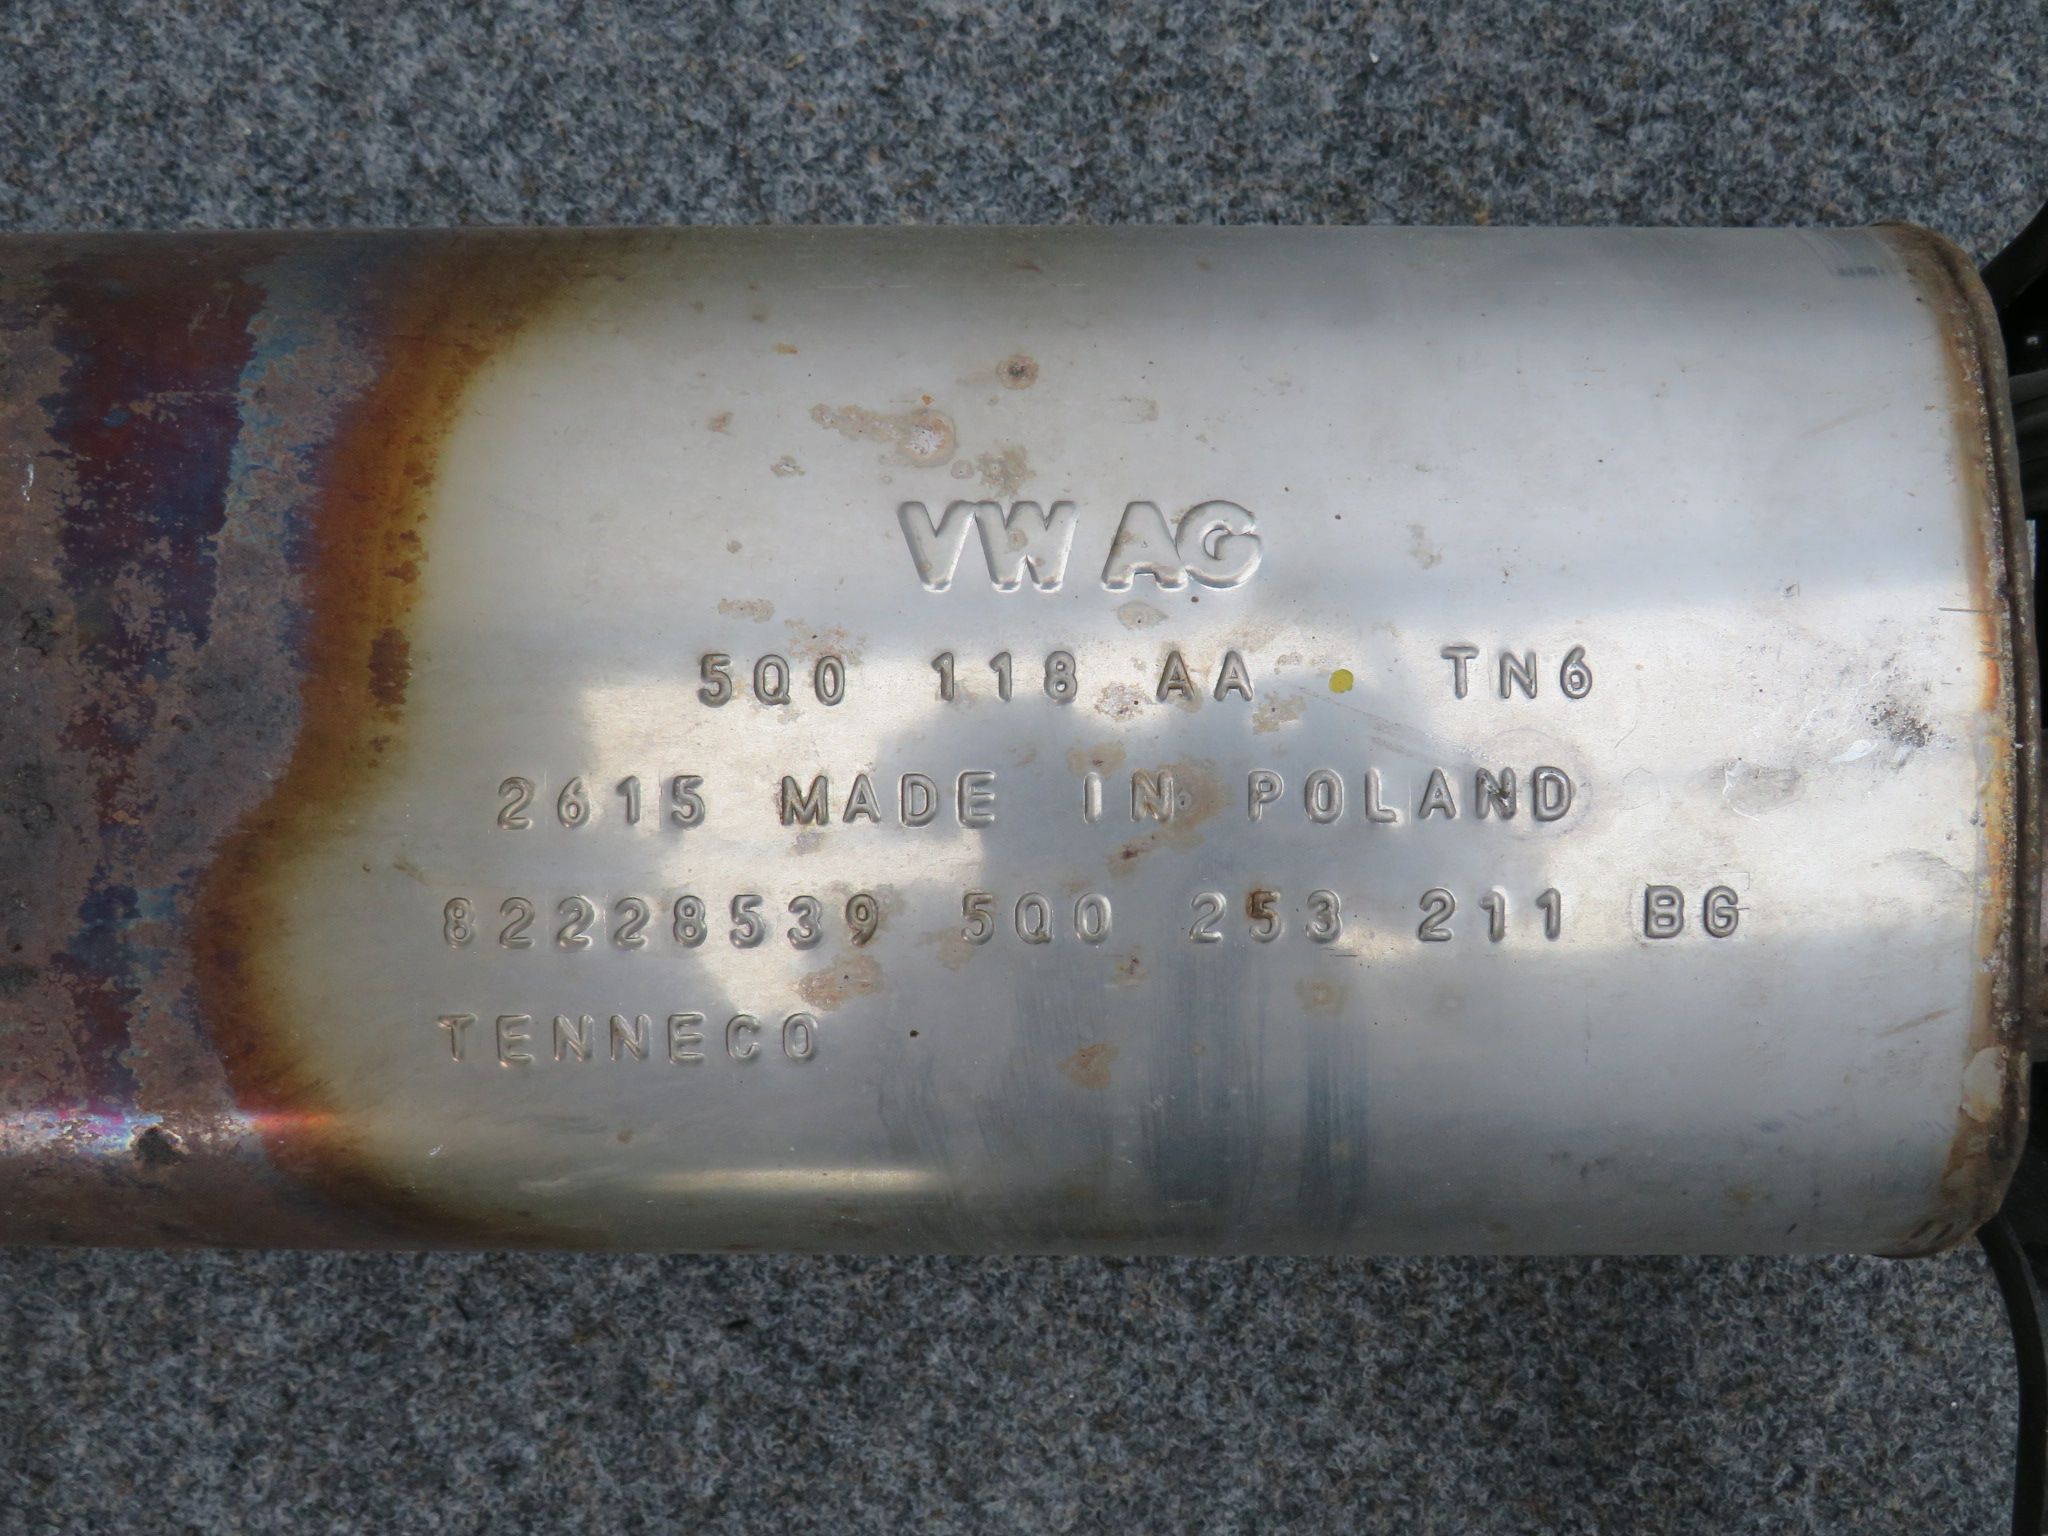 VW AG
5Q0 118 AA TN6
2615 MADE IN POLAND
82228539 5Q0 253 211 BG
TENNECO